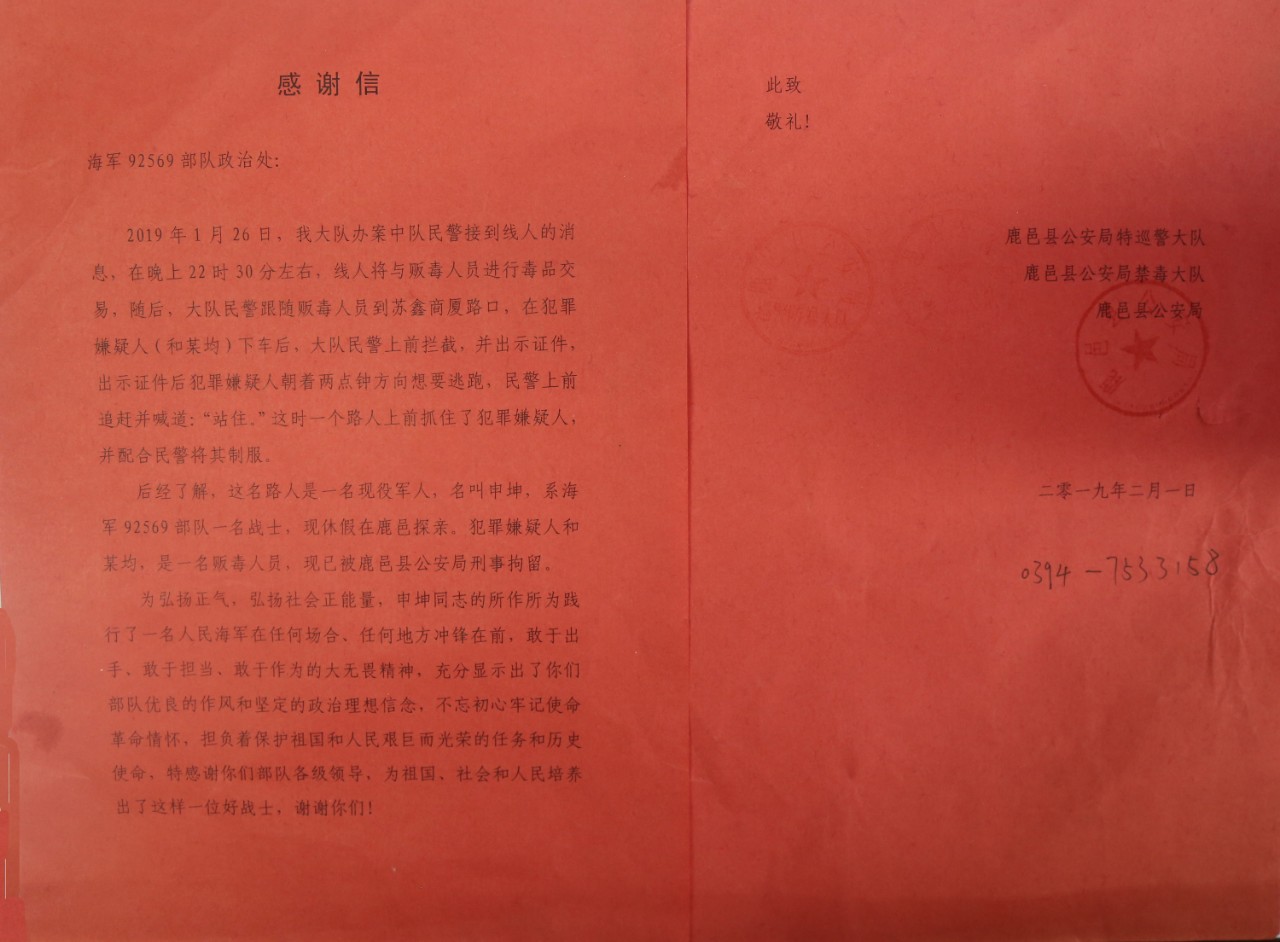 感谢信
海军92569部队政治处：
2019年1月26日，我大队办案中队民警接到线人的消
息，在晚上22时30分左右，线人将与贩毒人员进行毒品交
易，随后，大队民警跟随贩毒人员到苏鑫商厦路口，在犯罪
嫌疑人（和某均）下车后、大队民警上前拦截，并出示证件，
出示证件后犯罪嫌疑人朝着两点钟方向想要逃跑，民警上前
追赶并喊道：“站住。”这时一个路人上前抓住了犯罪嫌疑人，
并配合民警将其制服。
后经了解，这名路人是一名现役军人，名叫申坤，系海
军92569部队一名战士，现休假在鹿邑探亲。犯罪嫌疑人和
某均，是一名贩毒人员，现已被鹿邑县公安局刑事拘留。
为弘扬正气，弘扬社会正能量，申坤同志的所作所为践
行了一名人民海军在任何场合、任何地方冲锋在前，敢于出
手、敢于担当、敢于作为的大无畏精神，充分显示出了你们
部队优良的作风和坚定的政治理想信念，不忘初心牢记使命
革命情怀，担负着保护祖国和人民艰巨而光荣的任务和历史
使命，特感谢你们部队各级领导，为祖国、社会和人民培养
出了这样一位好战士，谢谢你们！
此致
敬礼！
鹿邑县公安局特巡警大队
鹿邑县公安局禁毒大队
鹿邑县公安局
二零一九年二月一日
0394-7533158